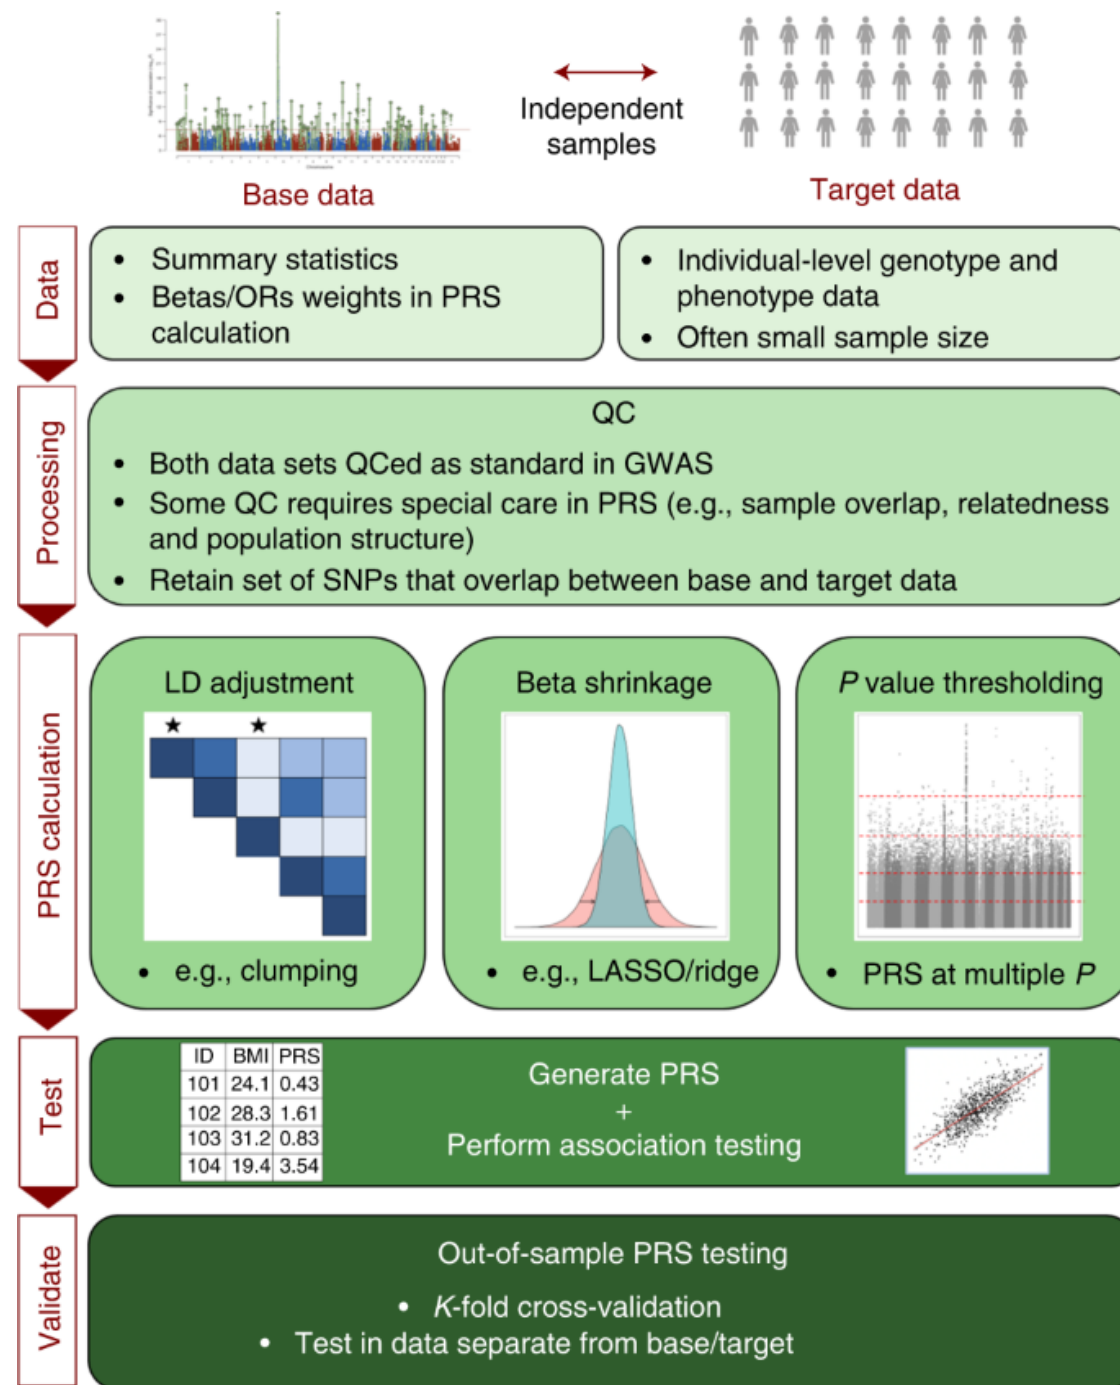 Independent
samples
Base data
Target data
Data
• Summary statistics
• Betas/ORs weights in PRS
calculation
• Individual-level genotype and
phenotype data
• Often small sample size
Processing
QC
• Both data sets QCed as standard in GWAS
• Some QC requires special care in PRS (e.g., sample overlap, relatedness
and population structure)
• Retain set of SNPs that overlap between base and target data
PRS calculation
LD adjustment
• e.g., clumping
Beta shrinkage
• e.g., LASSO/ridge
P value thresholding
• PRS at multiple P
Test
ID BMI PRS
101 24.1 0.43
102 28.3 1.61
103 31.2 0.83
104 19.4 3.54
Generate PRS
+
Perform association testing
Validate
Out-of-sample PRS testing
• K-fold cross-validation
• Test in data separate from base/target